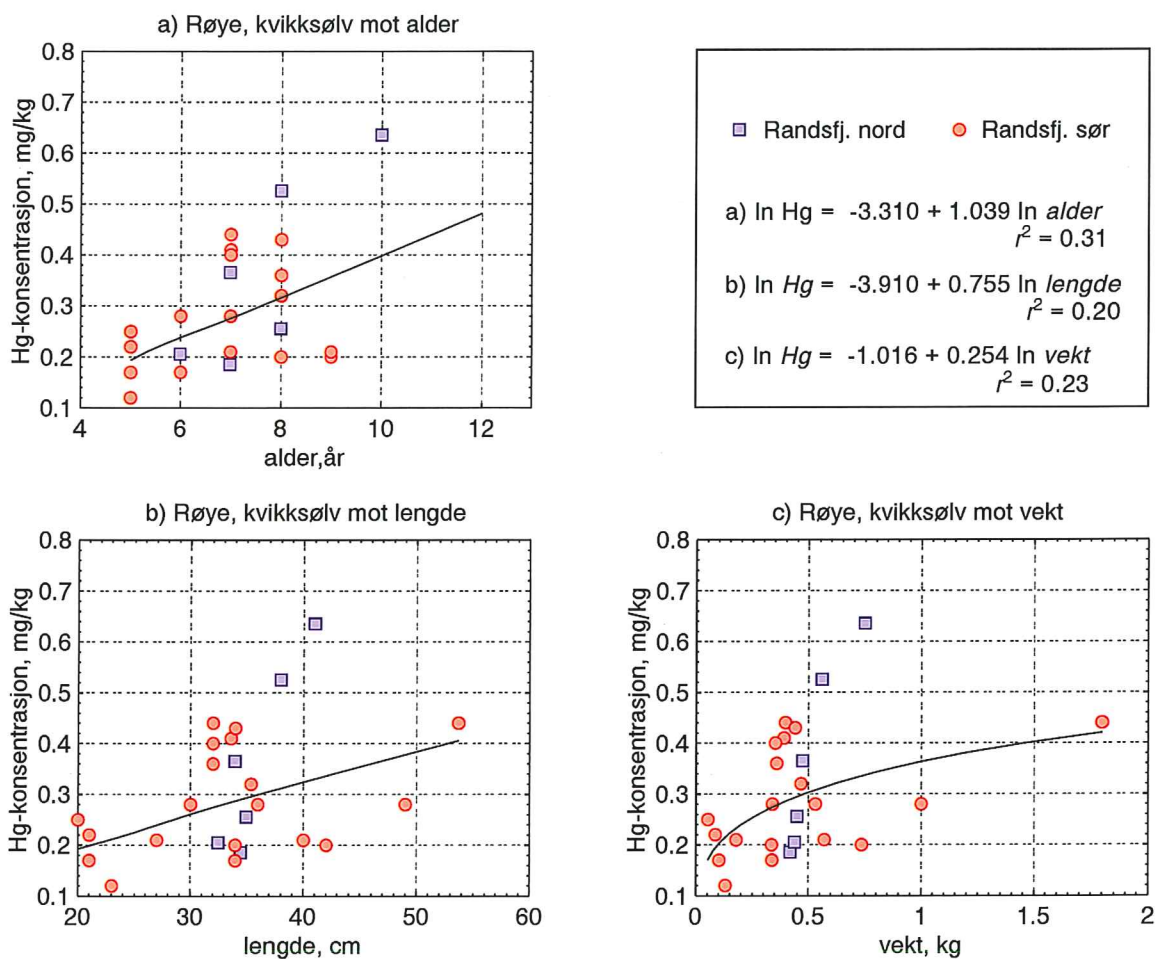 a) Røye, kvikksølv mot alder
Hg-konsentrasjon, mg/kg
0.8
0.7
0.6
0.5
0.4
0.3
0.2
0.1
4 6 8 10 12
alder,år
Randsfj. nord Randsfj. sør
a) ln Hg = -3.310 + 1.039 ln alder
r² = 0.31
b) ln Hg = -3.910 + 0.755 ln lengde
r² = 0.20
c) ln Hg = -1.016 + 0.254 ln vekt
r² = 0.23
b) Røye, kvikksølv mot lengde
Hg-konsentrasjon, mg/kg
0.8
0.7
0.6
0.5
0.4
0.3
0.2
0.1
20 30 40 50 60
lengde, cm
c) Røye, kvikksølv mot vekt
Hg-konsentrasjon, mg/kg
0.8
0.7
0.6
0.5
0.4
0.3
0.2
0.1
0 0.5 1 1.5 2
vekt, kg